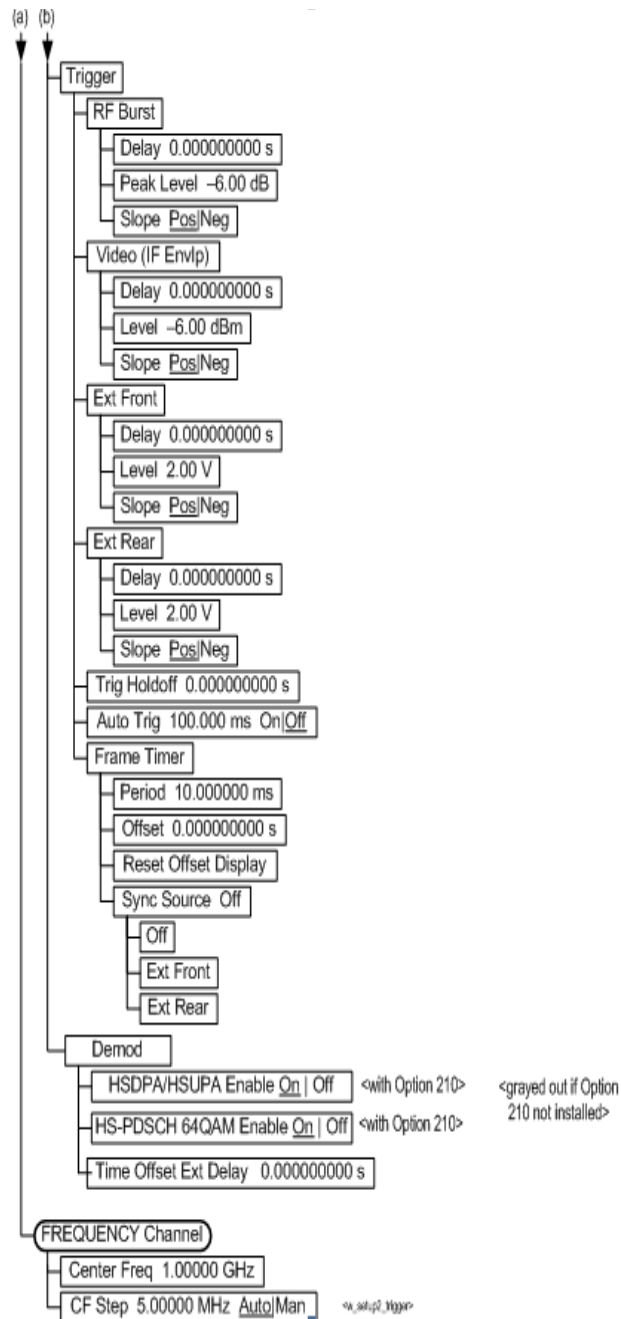 (a) (b)
Trigger
RF Burst
Delay 0.000000000 s
Peak Level –6.00 dB
Slope Pos|Neg
Video (IF Envlp)
Delay 0.000000000 s
Level –6.00 dBm
Slope Pos|Neg
Ext Front
Delay 0.000000000 s
Level 2.00 V
Slope Pos|Neg
Ext Rear
Delay 0.000000000 s
Level 2.00 V
Slope Pos|Neg
Trig Holdoff 0.000000000 s
Auto Trig 100.000 ms On|Off
Frame Timer
Period 10.000000 ms
Offset 0.000000000 s
Reset Offset Display
Sync Source Off
Off
Ext Front
Ext Rear
Demod
HSDPA/HSUPA Enable On | Off <with Option 210> <grayed out if Option
210 not installed>
HS-PDSCH 64QAM Enable On | Off <with Option 210>
Time Offset Ext Delay 0.000000000 s
FREQUENCY Channel
Center Freq 1.00000 GHz
CF Step 5.00000 MHz Auto|Man <w_setup2_trigger>